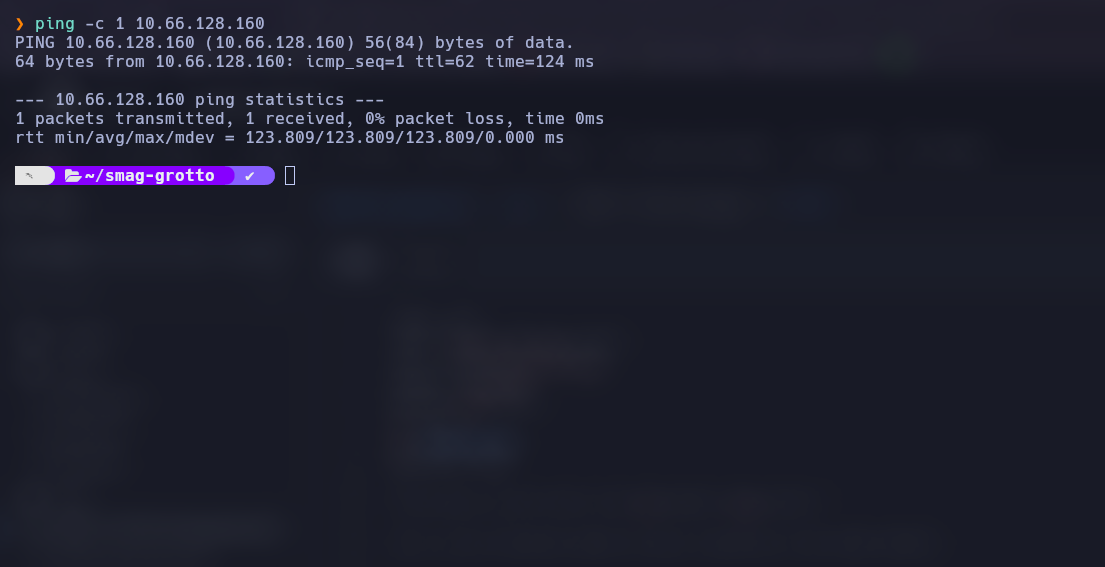 ❯ ping -c 1 10.66.128.160
PING 10.66.128.160 (10.66.128.160) 56(84) bytes of data.
64 bytes from 10.66.128.160: icmp_seq=1 ttl=62 time=124 ms
--- 10.66.128.160 ping statistics ---
1 packets transmitted, 1 received, 0% packet loss, time 0ms
rtt min/avg/max/mdev = 123.809/123.809/123.809/0.000 ms
~/smag-grotto ✔